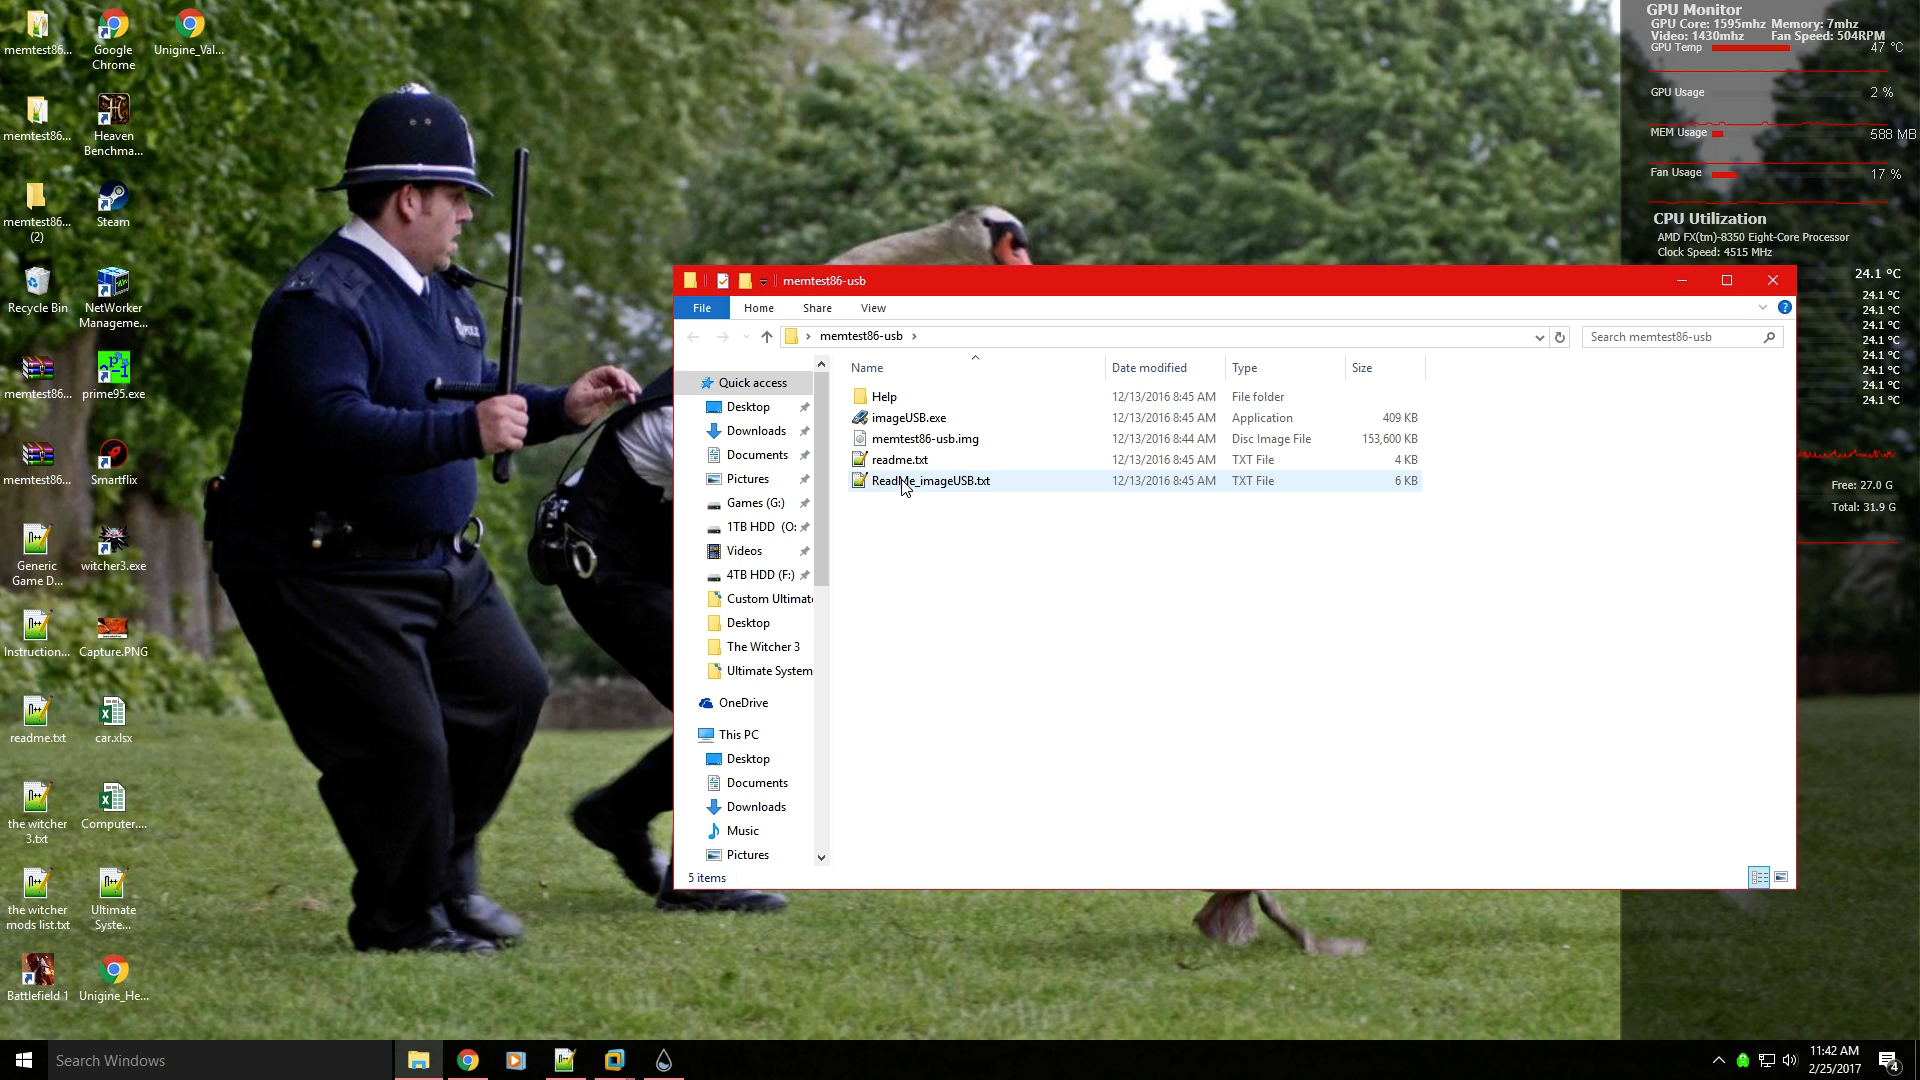 memtest86...
Google
Chrome
Unigine_Val...
memtest86...
Heaven
Benchma...
memtest86...
(2)
Steam
Recycle Bin
NetWorker
Manageme...
memtest86...
prime95.exe
memtest86...
Smartflix
Generic
Game D...
witcher3.exe
Instruction...
Capture.PNG
readme.txt
car.xlsx
the witcher
3.txt
Computer....
the witcher
mods list.txt
Ultimate
Syste...
Battlefield 1
Unigine_He...
memtest86-usb
File Home Share View
memtest86-usb
Search memtest86-usb
Quick access
Desktop
Downloads
Documents
Pictures
Games (G:)
1TB HDD (O:
Videos
4TB HDD (F:)
Custom Ultimat
Desktop
The Witcher 3
Ultimate System
OneDrive
This PC
Desktop
Documents
Downloads
Music
Pictures
Name Date modified Type Size
Help 12/13/2016 8:45 AM File folder
imageUSB.exe 12/13/2016 8:45 AM Application 409 KB
memtest86-usb.img 12/13/2016 8:44 AM Disc Image File 153,600 KB
readme.txt 12/13/2016 8:45 AM TXT File 4 KB
ReadMe_imageUSB.txt 12/13/2016 8:45 AM TXT File 6 KB
5 items
GPU Monitor
GPU Core: 1595mhz Memory: 7mhz
Video: 1430mhz Fan Speed: 504RPM
GPU Temp 47 °C
GPU Usage 2 %
MEM Usage 588 MB
Fan Usage 17 %
CPU Utilization
AMD FX(tm)-8350 Eight-Core Processor
Clock Speed: 4515 MHz
24.1 °C
24.1 °C
24.1 °C
24.1 °C
24.1 °C
24.1 °C
24.1 °C
24.1 °C
24.1 °C
Free: 27.0 G
Total: 31.9 G
Search Windows
11:42 AM
2/25/2017
4